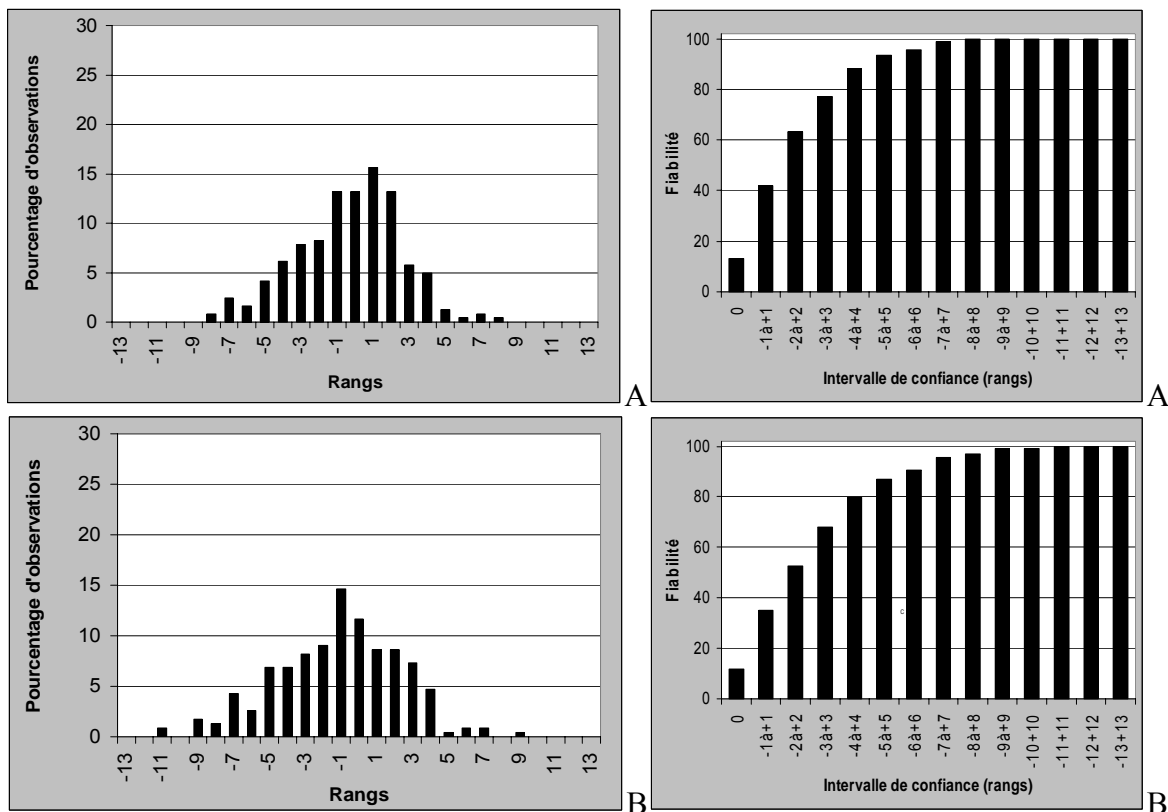 Pourcentage d'observations
30
25
20
15
10
5
0
-13
-11
-9
-7
-5
-3
-1
1
3
5
7
9
11
13
Rangs
A
Fiabilité
100
80
60
40
20
0
0
-1à+1
-2à+2
-3à+3
-4à+4
-5à+5
-6à+6
-7à+7
-8à+8
-9à+9
-10+10
-11+11
-12+12
-13+13
Intervalle de confiance (rangs)
A
Pourcentage d'observations
30
25
20
15
10
5
0
-13
-11
-9
-7
-5
-3
-1
1
3
5
7
9
11
13
Rangs
B
Fiabilité
100
80
60
40
20
0
c
0
-1à+1
-2à+2
-3à+3
-4à+4
-5à+5
-6à+6
-7à+7
-8à+8
-9à+9
-10+10
-11+11
-12+12
-13+13
Intervalle de confiance (rangs)
B